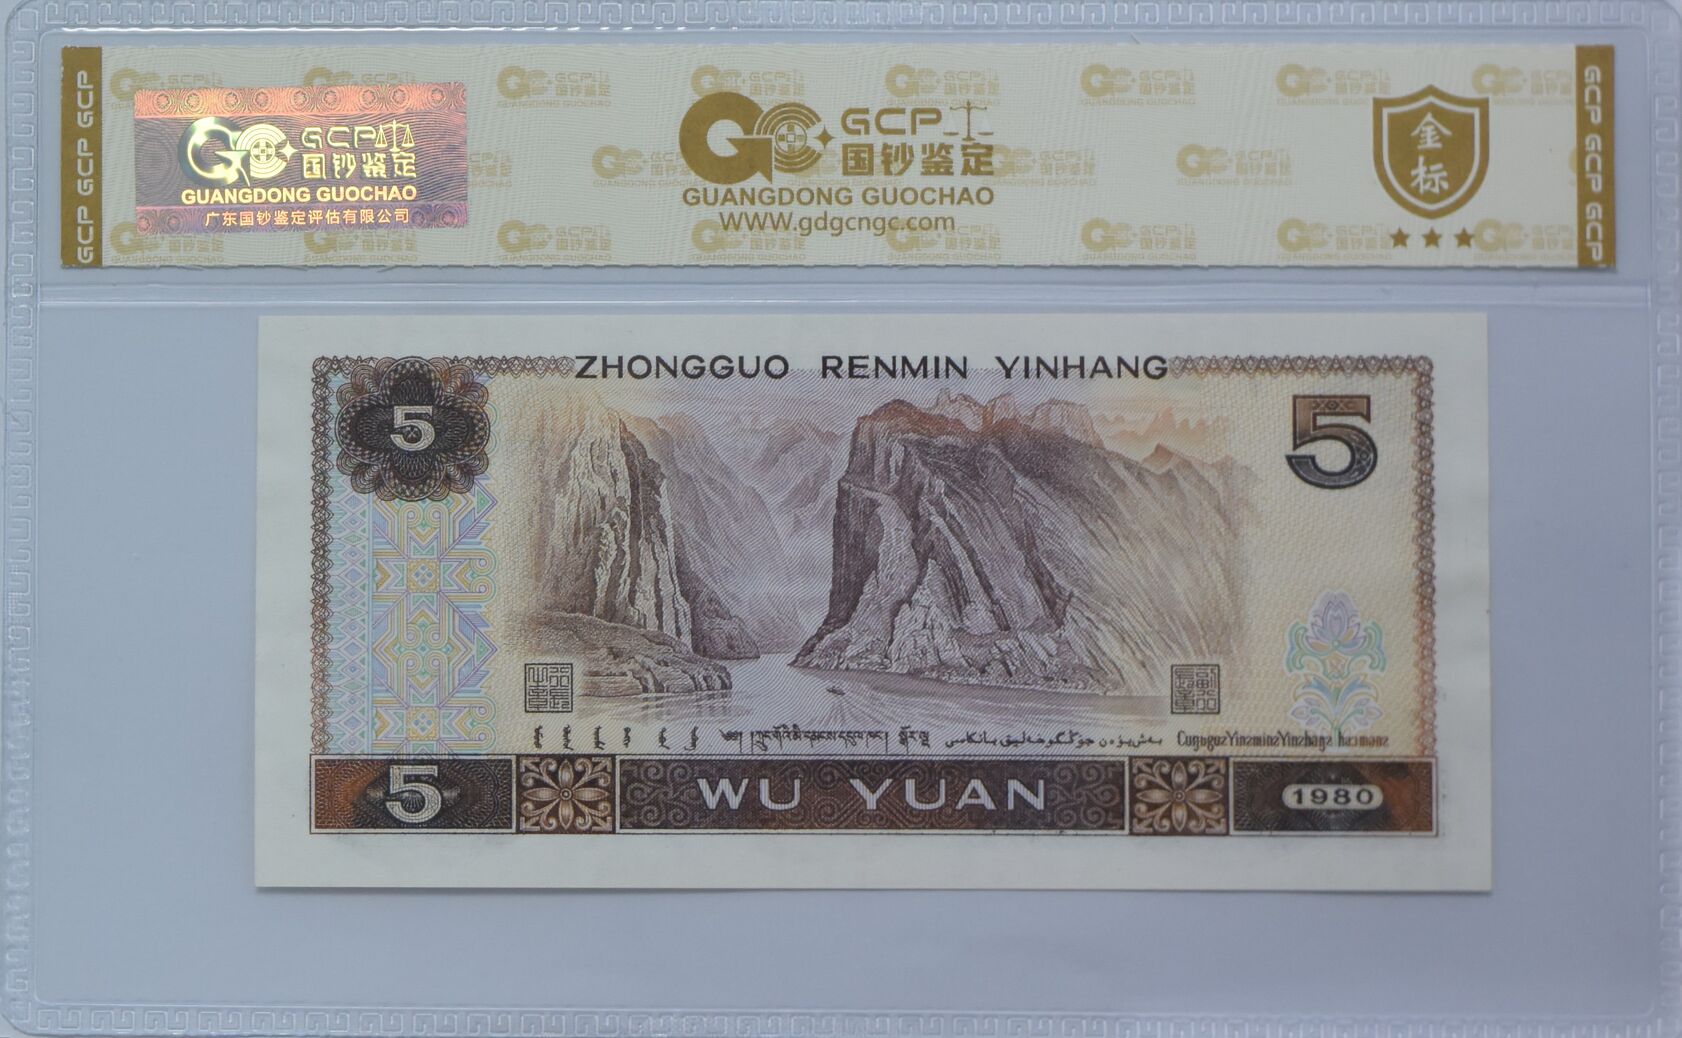 GCP GCP GCP
GCP
国钞鉴定
GUANGDONG GUOCHAO
广东国钞鉴定评估有限公司
GCP
国钞鉴定
GUANGDONG GUOCHAO
WWW.gdgcngc.com
金标
GCP GCP GCP
ZHONGGUO RENMIN YINHANG
5
5
5
WU YUAN
1980